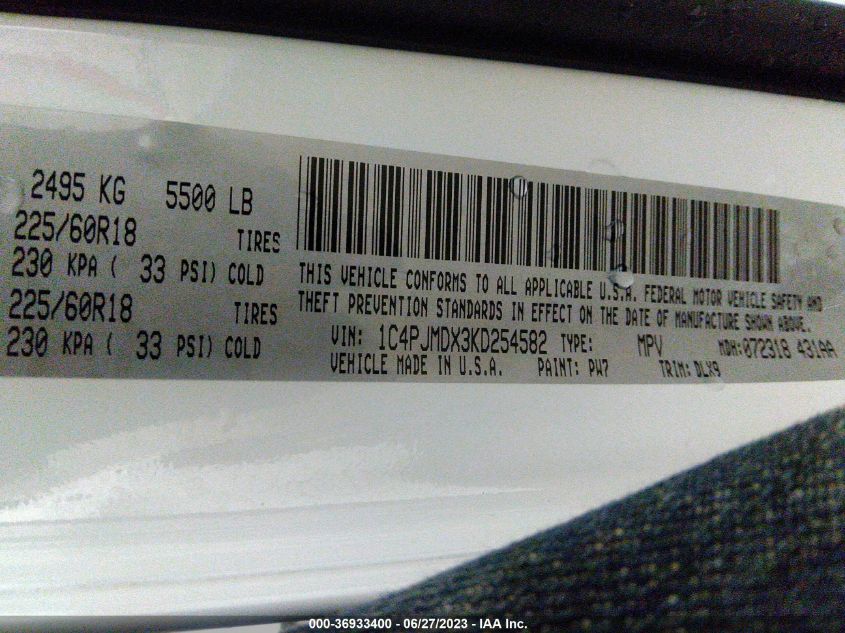 2495 KG 5500 LB
225/60R18 TIRES
230 KPA ( 33 PSI) COLD
225/60R18 TIRES
230 KPA ( 33 PSI) COLD
THIS VEHICLE CONFORMS TO ALL APPLICABLE U.S.A. FEDERAL MOTOR VEHICLE SAFETY AND
THEFT PREVENTION STANDARDS IN EFFECT ON THE DATE OF MANUFACTURE SHOWN ABOVE.
VIN: 1C4PJMDX3KD254582 TYPE: MPV MDH:072318 431AA
VEHICLE MADE IN U.S.A. PAINT: PW7 TRIM: DLX9
000-36933400 - 06/27/2023 - IAA Inc.